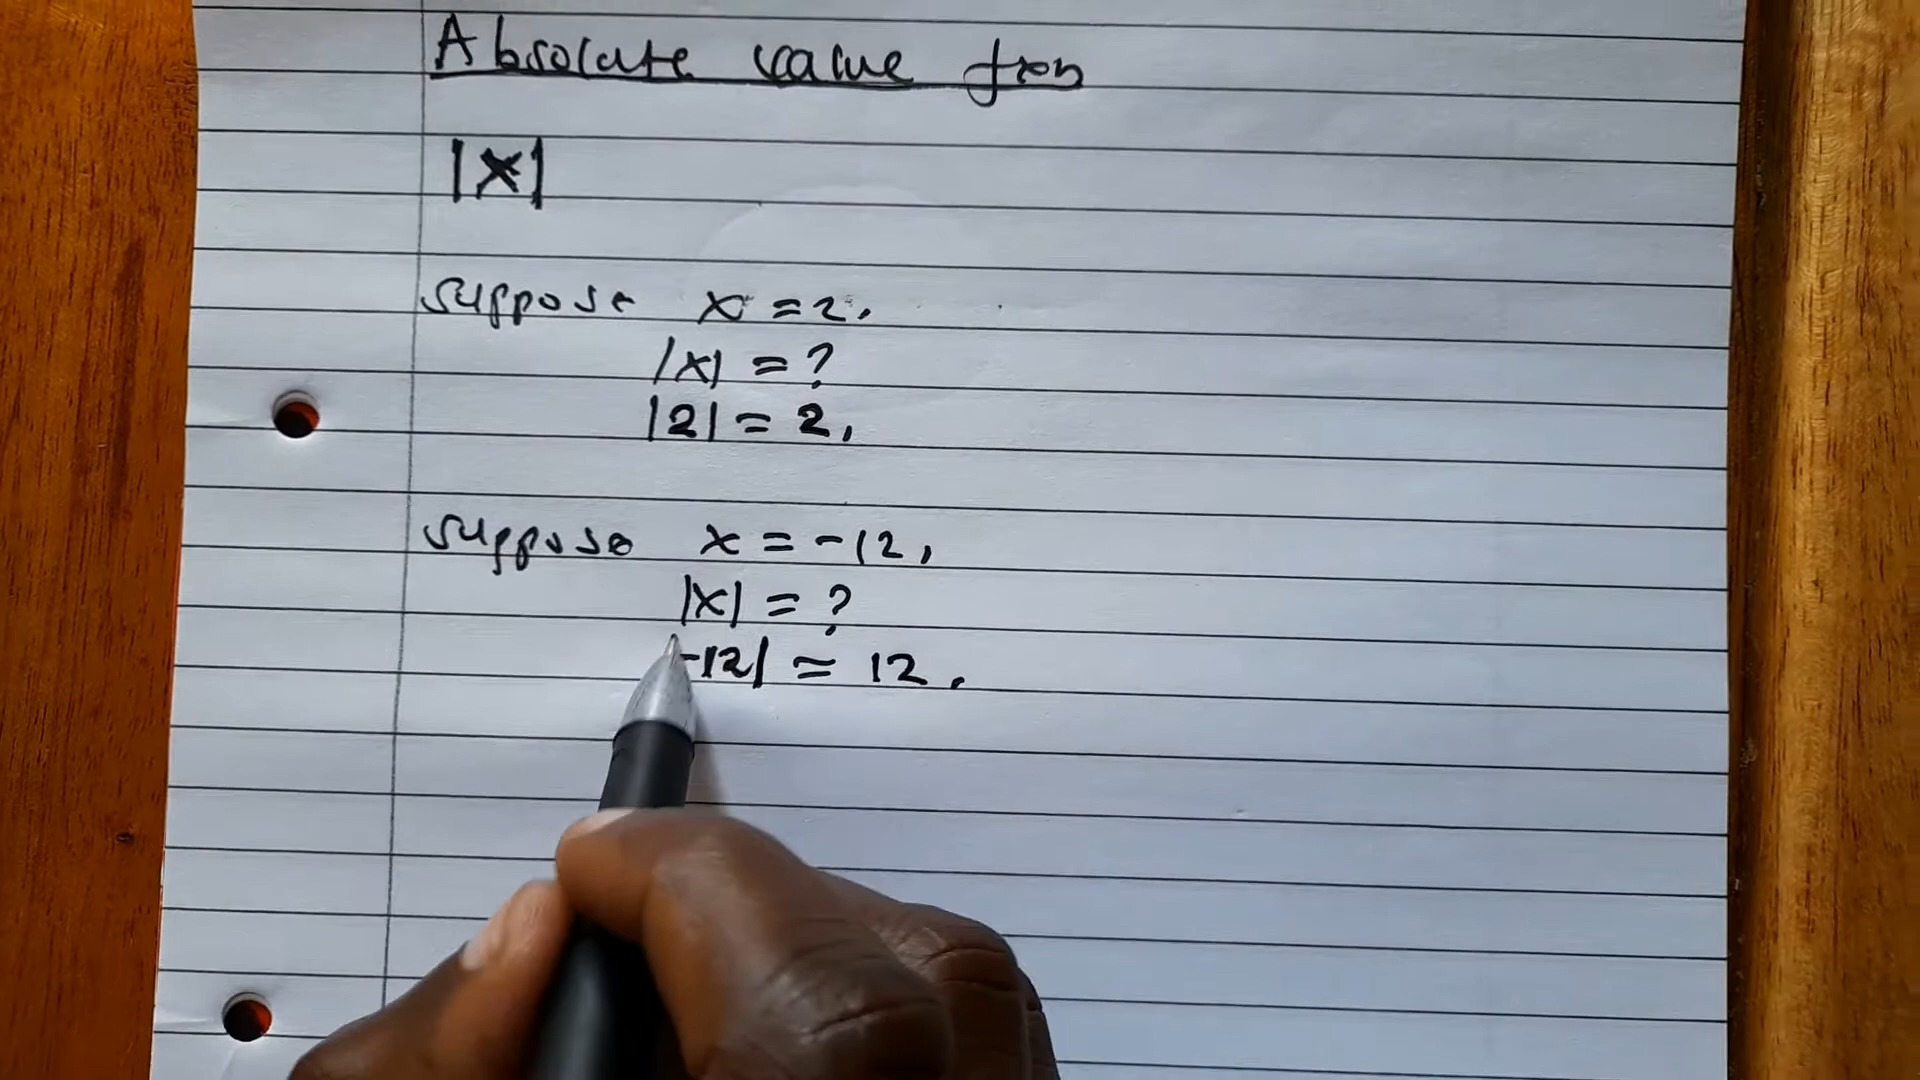 Absolute value fxn
|x|
suppose x = 2,
|x| = ?
|2| = 2,
suppose x = -12,
|x| = ?
-12| = 12.